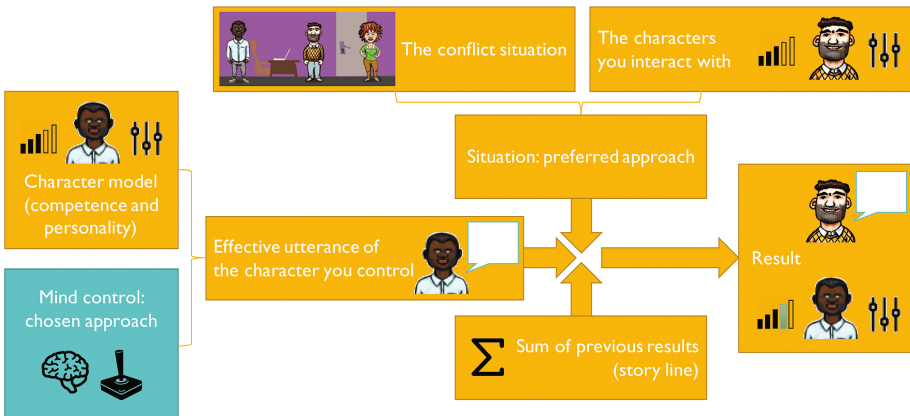 The conflict situation
The characters
you interact with
Situation: preferred approach
Character model
(competence and
personality)
Mind control:
chosen approach
Effective utterance of
the character you control
Result
Σ
Sum of previous results
(story line)